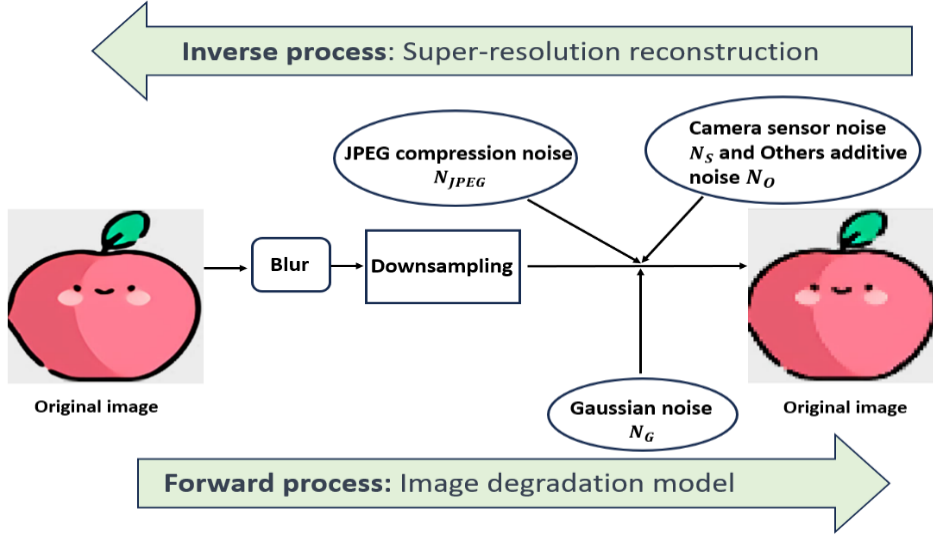 Inverse process: Super-resolution reconstruction
JPEG compression noise
N_JPEG
Camera sensor noise
N_S and Others additive
noise N_O
Blur
Downsampling
Original image
Gaussian noise
N_G
Original image
Forward process: Image degradation model